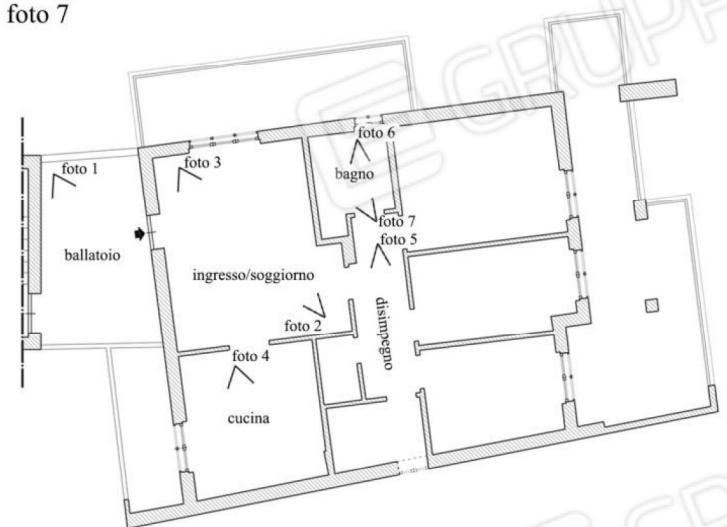 foto 7
GRUPP
foto 6
foto 1
foto 3
bagno
foto 7
foto 5
ballatoio
ingresso/soggiorno
disimpegno
foto 2
foto 4
cucina